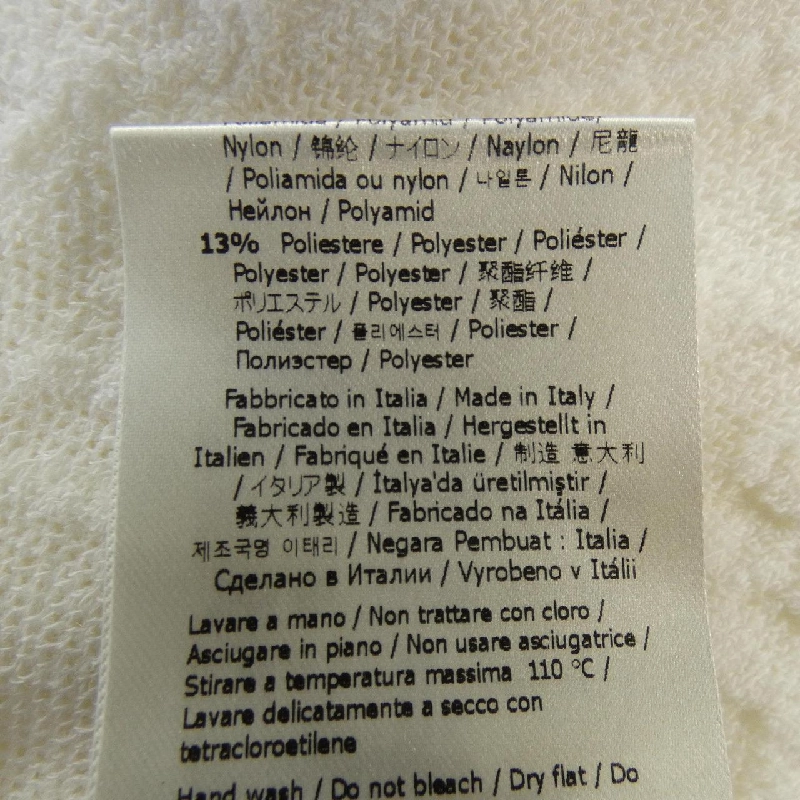 Nylon / 锦纶 / ナイロン / Naylon / 尼龍
/ Poliamida ou nylon / 나일론 / Nilon /
Нейлон / Polyamid
13% Poliestere / Polyester / Poliéster /
Polyester / Polyester / 聚酯纤维 /
ポリエステル / Polyester / 聚酯 /
Poliéster / 폴리에스터 / Poliester /
Полиэстер / Polyester
Fabbricato in Italia / Made in Italy /
Fabricado en Italia / Hergestellt in
Italien / Fabriqué en Italie / 制造 意大利
/ イタリア製 / İtalya'da üretilmiştir /
義大利製造 / Fabricado na Itália /
제조국명 이태리 / Negara Pembuat : Italia /
Сделано в Италии / Vyrobeno v Itálii
Lavare a mano / Non trattare con cloro /
Asciugare in piano / Non usare asciugatrice /
Stirare a temperatura massima 110 °C /
Lavare delicatamente a secco con
tetracloroetilene
Hand wash / Do not bleach / Dry flat / Do